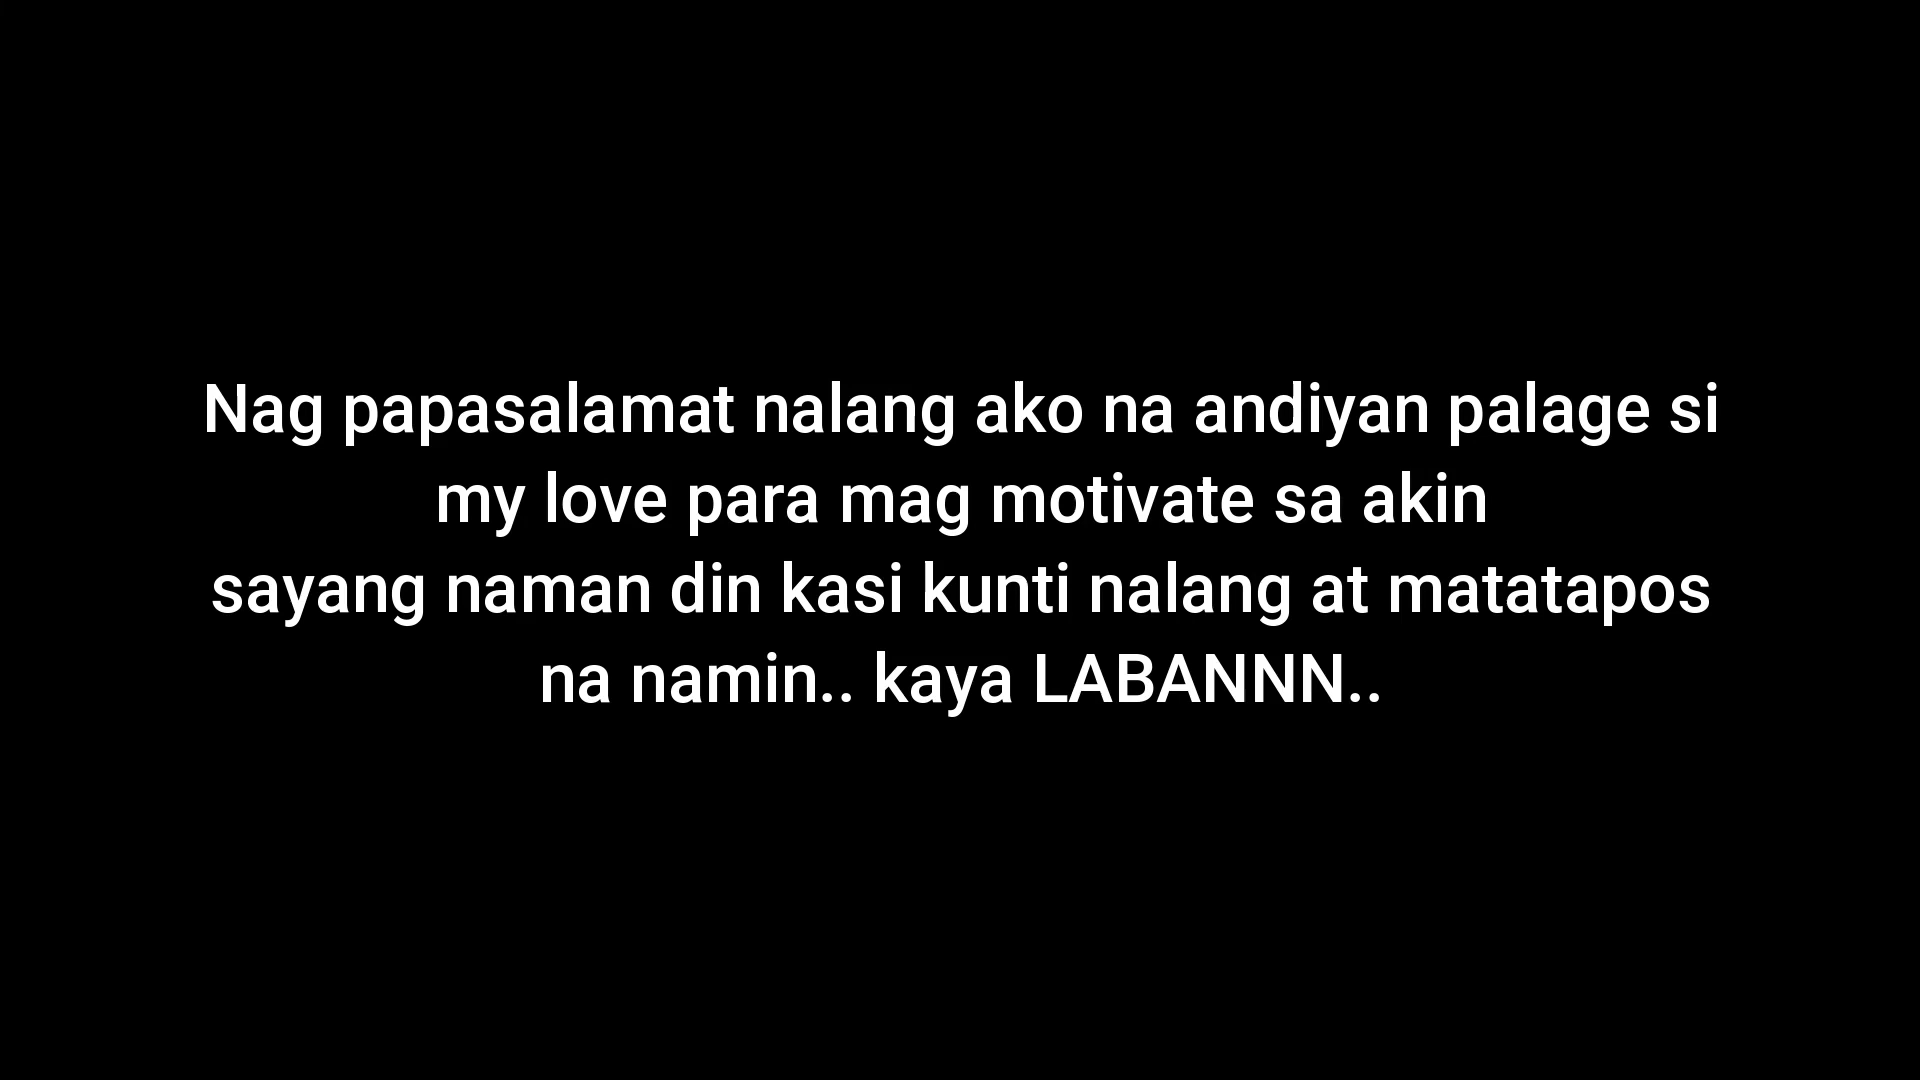 Nag papasalamat nalang ako na andiyan palage si
my love para mag motivate sa akin
sayang naman din kasi kunti nalang at matatapos
na namin.. kaya LABANNN..